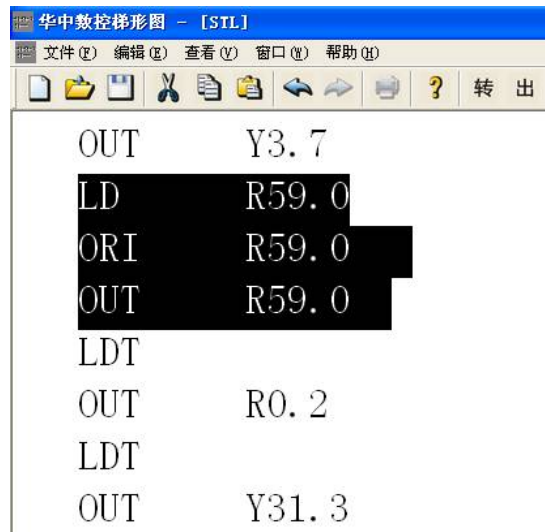 华中数控梯形图 - [STL]
文件(F) 编辑(E) 查看(V) 窗口(W) 帮助(H)
? 转 出
OUT Y3.7
LD R59.0
ORI R59.0
OUT R59.0
LDT
OUT R0.2
LDT
OUT Y31.3